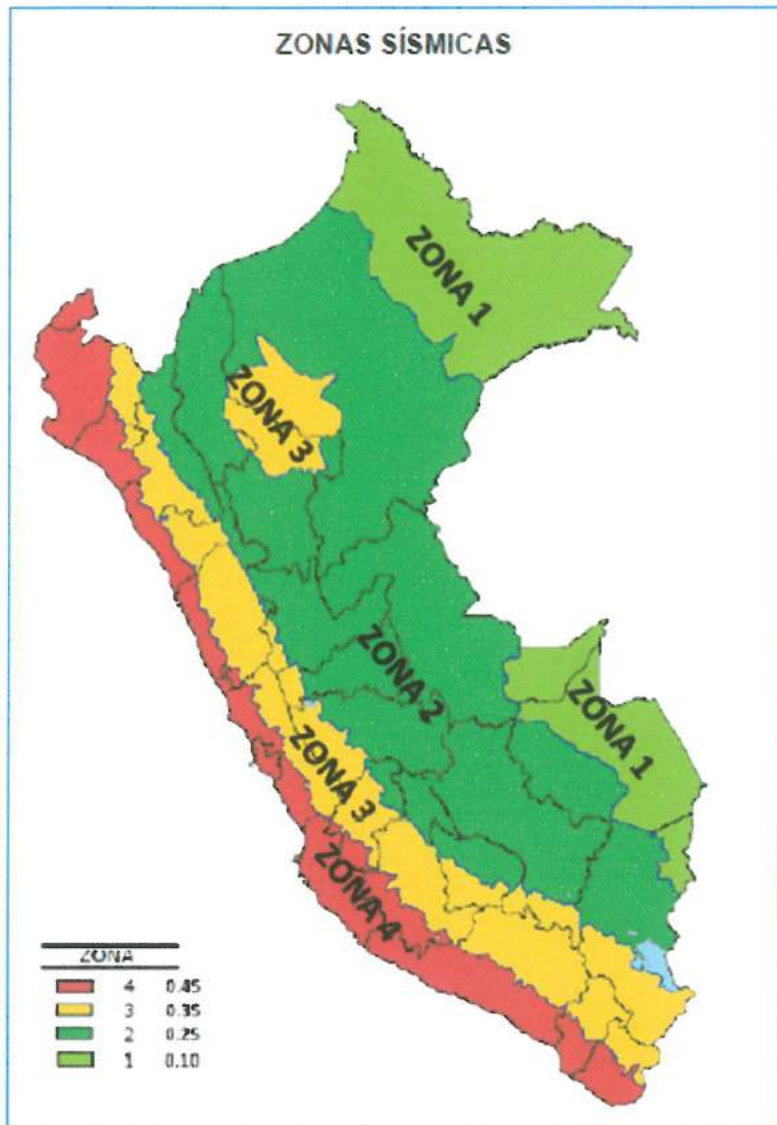 ZONAS SÍSMICAS
ZONA 1
ZONA 3
ZONA 2
ZONA 1
ZONA 3
ZONA 4
ZONA
4 0.45
3 0.35
2 0.25
1 0.10